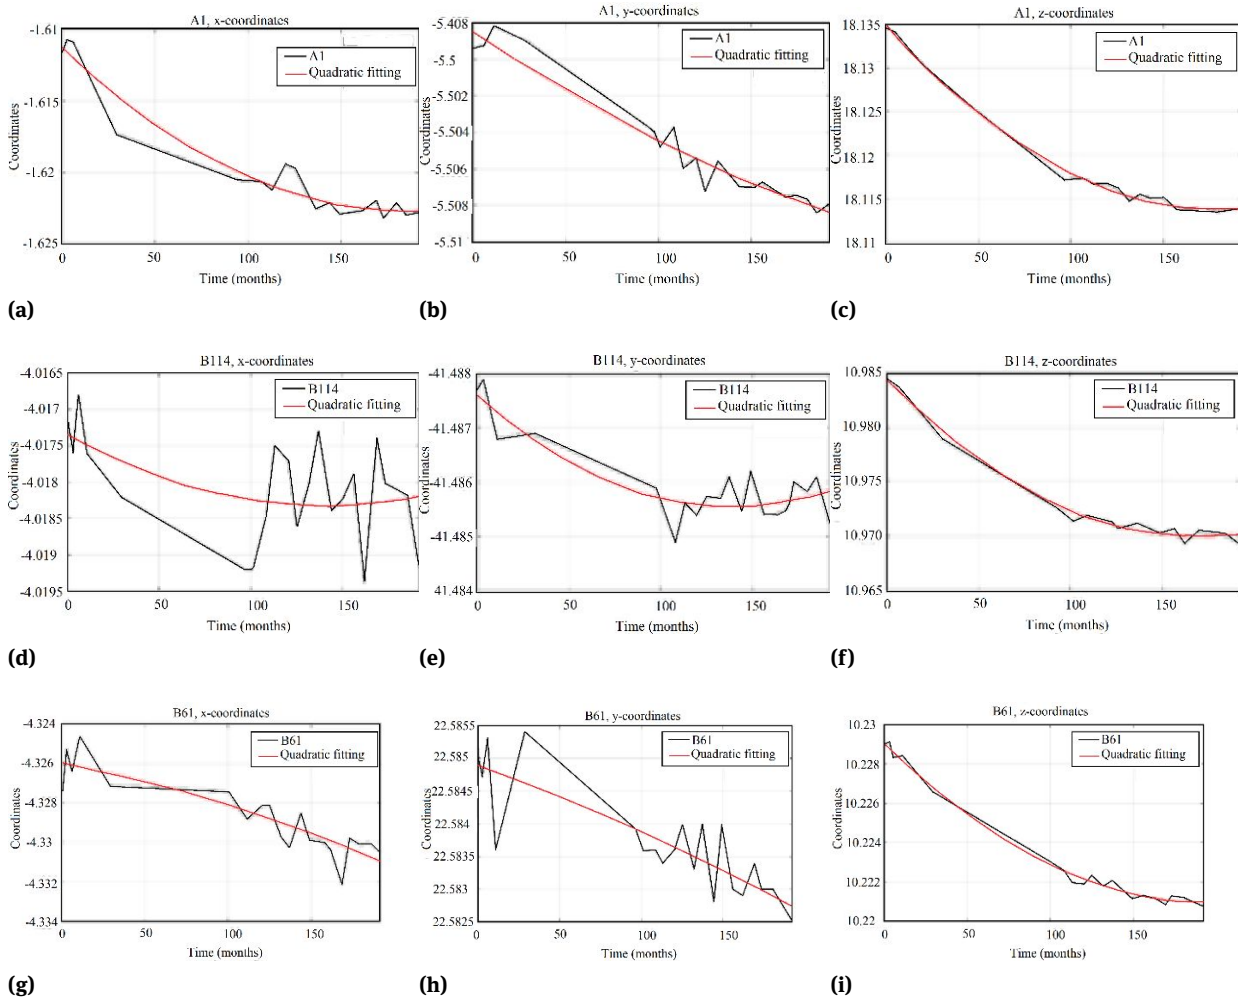 A1, x-coordinates
-1.61
A1
Quadratic fitting
-1.615
-1.62
-1.625
Coordinates
0
50
100
150
Time (months)
(a)
A1, y-coordinates
-5.408
A1
Quadratic fitting
-5.5
-5.502
-5.504
-5.506
-5.508
-5.51
Coordinates
50
100
150
Time (months)
(b)
A1, z-coordinates
18.135
A1
Quadratic fitting
18.13
18.125
18.12
18.115
18.11
Coordinates
0
50
100
150
Time (months)
(c)
B114, x-coordinates
-4.0165
B114
Quadratic fitting
-4.017
-4.0175
-4.018
-4.0185
-4.019
-4.0195
Coordinates
0
50
100
150
Time (months)
(d)
B114, y-coordinates
-41.488
B114
Quadratic fitting
-41.487
-41.486
-41.485
-41.484
Coordinates
0
50
100
150
Time (months)
(e)
B114, z-coordinates
10.985
B114
Quadratic fitting
10.980
10.975
10.970
10.965
Coordinates
0
50
100
150
Time (months)
(f)
B61, x-coordinates
-4.324
B61
Quadratic fitting
-4.326
-4.328
-4.33
-4.332
-4.334
Coordinates
0
50
100
150
Time (months)
(g)
B61, y-coordinates
22.5855
B61
Quadratic fitting
22.585
22.5845
22.584
22.5835
22.583
22.5825
Coordinates
0
50
100
150
Time (months)
(h)
B61, z-coordinates
10.23
B61
Quadratic fitting
10.228
10.226
10.224
10.222
10.22
Coordinates
0
50
100
150
Time (months)
(i)